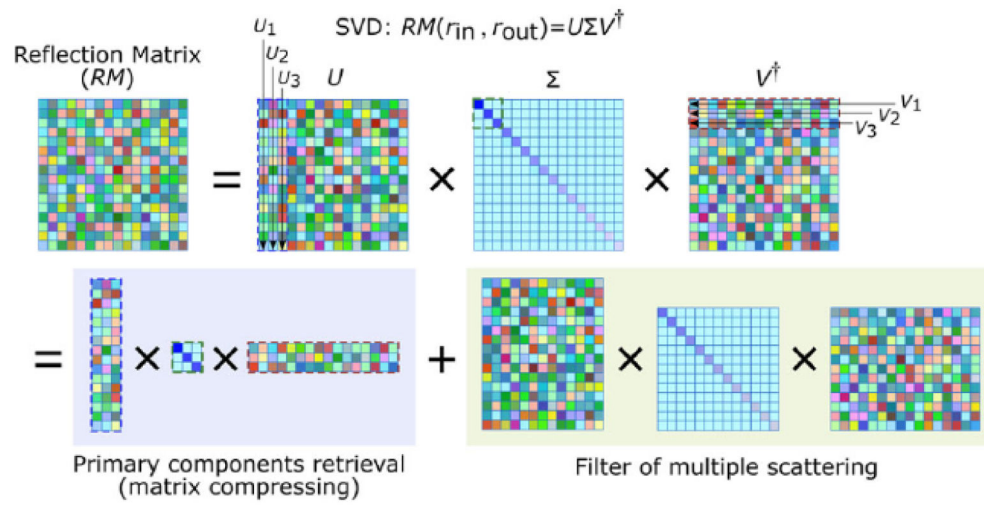 SVD: RM(rin, rout)=UΣV†
Reflection Matrix
(RM)
U1
U2
U3
U
Σ
V†
V1
V2
V3
=
×
×
=
×
×
+
×
×
Primary components retrieval
(matrix compressing)
Filter of multiple scattering